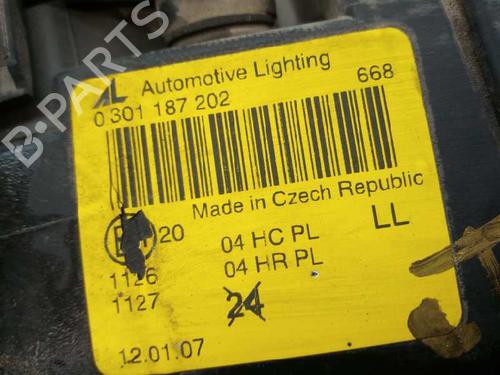 AL Automotive Lighting
0 301 187 202 668
Made in Czech Republic
20 04 HC PL LL
1126 04 HR PL
1127 24
12.01.07
B-PARTS